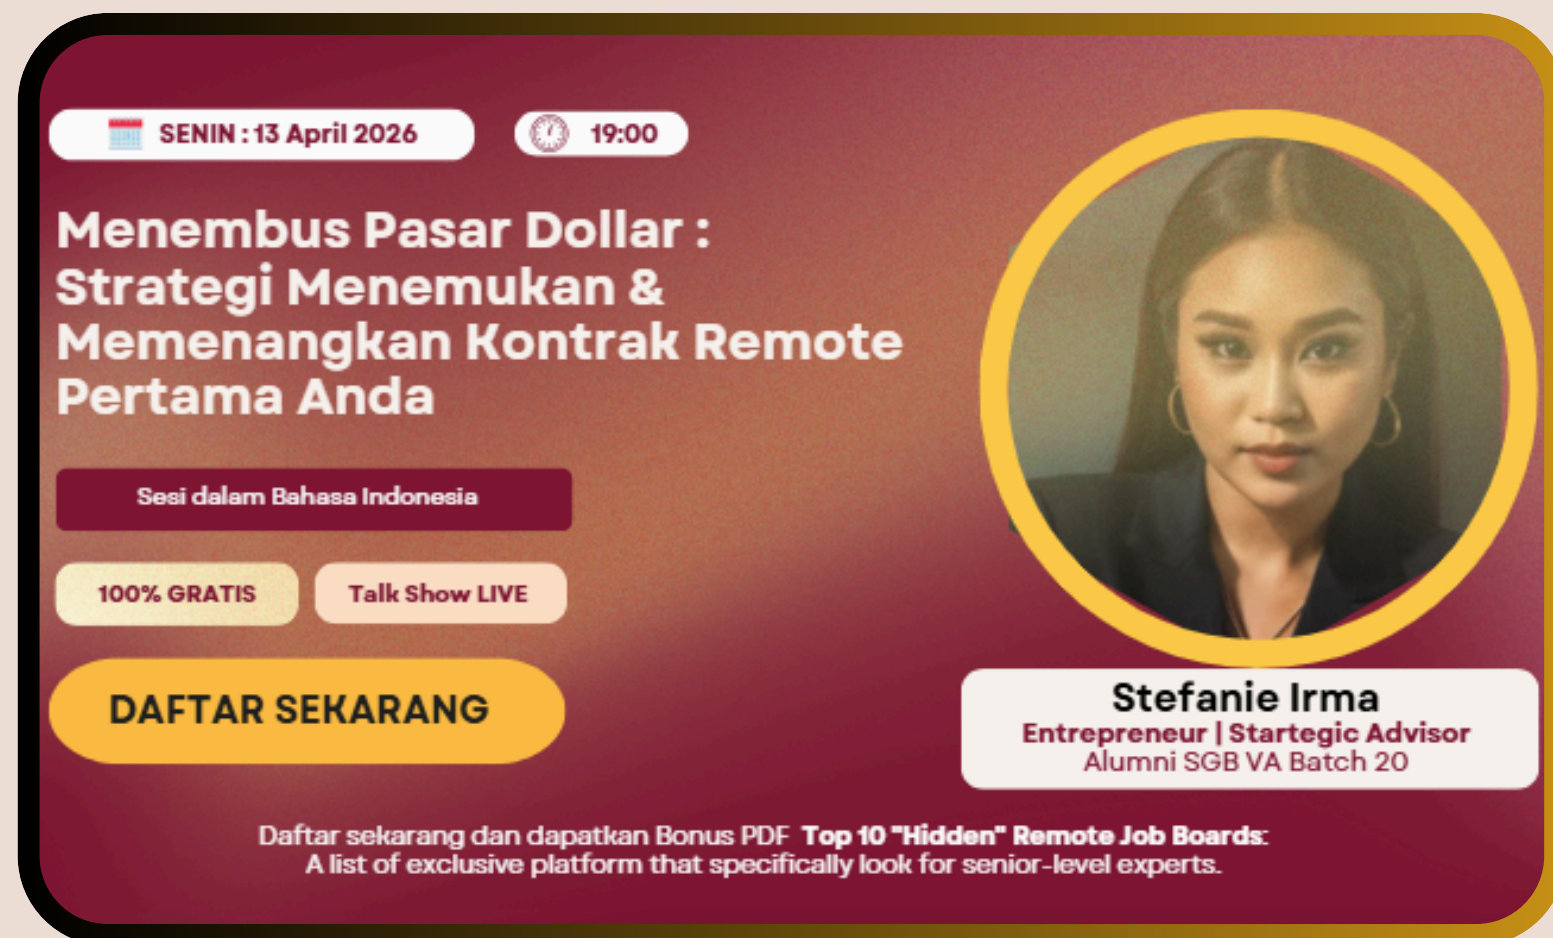 SENIN : 13 April 2026
19:00
Menembus Pasar Dollar :
Strategi Menemukan &
Memenangkan Kontrak Remote
Pertama Anda
Sesi dalam Bahasa Indonesia
100% GRATIS
Talk Show LIVE
DAFTAR SEKARANG
Stefanie Irma
Entrepreneur | Startegic Advisor
Alumni SGB VA Batch 20
Daftar sekarang dan dapatkan Bonus PDF Top 10 "Hidden" Remote Job Boards:
A list of exclusive platform that specifically look for senior-level experts.